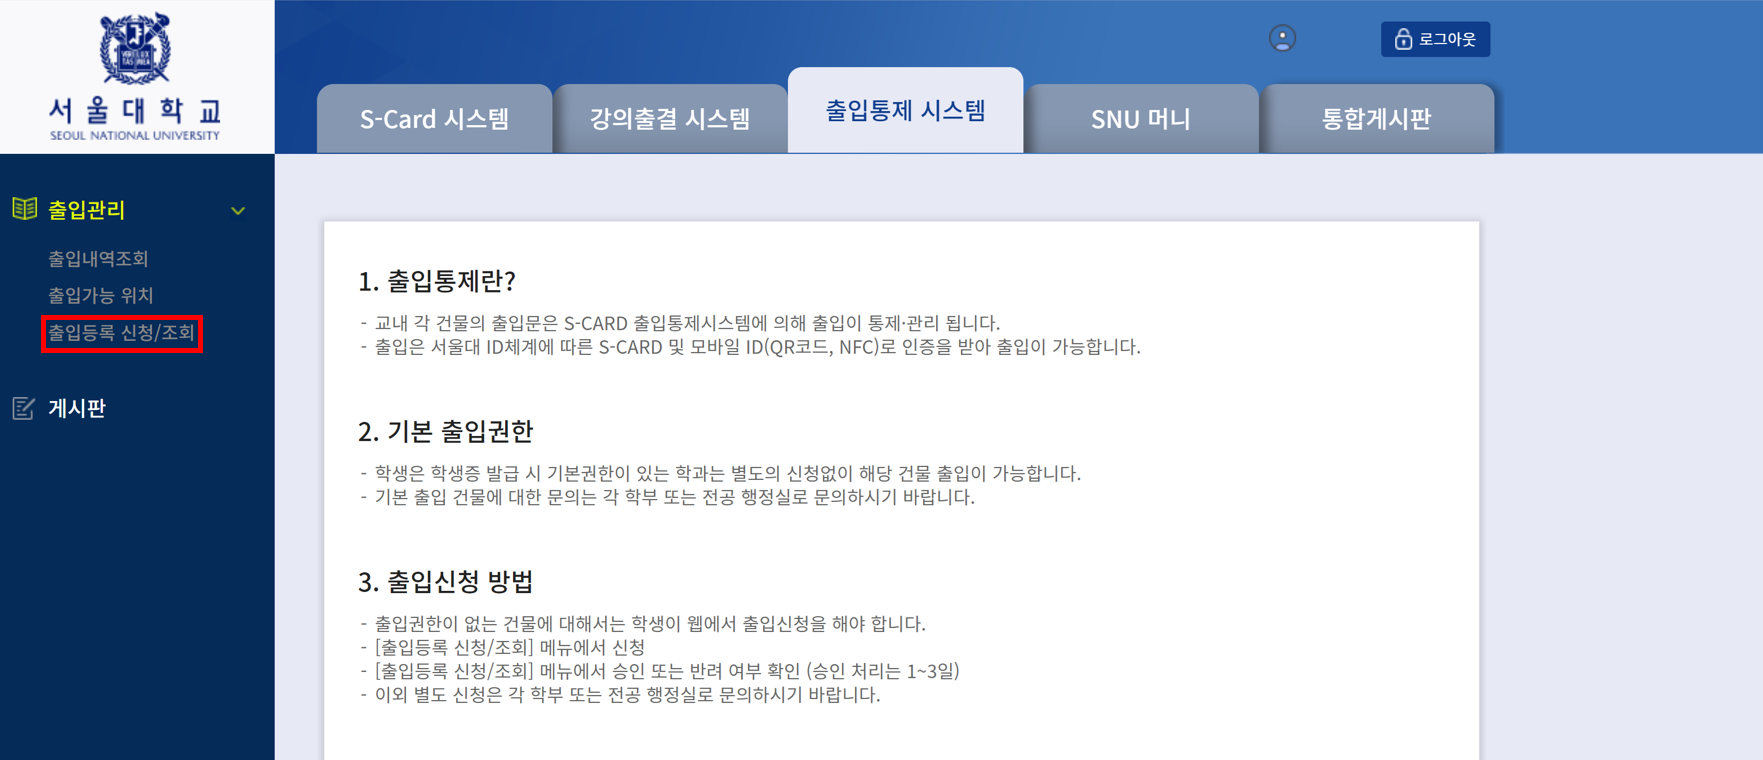 서울대학교
SEOUL NATIONAL UNIVERSITY
로그아웃
S-Card 시스템
강의출결 시스템
출입통제 시스템
SNU 머니
통합게시판
출입관리
출입내역조회
출입가능 위치
출입등록 신청/조회
게시판
1. 출입통제란?
- 교내 각 건물의 출입문은 S-CARD 출입통제시스템에 의해 출입이 통제·관리 됩니다.
- 출입은 서울대 ID체계에 따른 S-CARD 및 모바일 ID(QR코드, NFC)로 인증을 받아 출입이 가능합니다.
2. 기본 출입권한
- 학생은 학생증 발급 시 기본권한이 있는 학과는 별도의 신청없이 해당 건물 출입이 가능합니다.
- 기본 출입 건물에 대한 문의는 각 학부 또는 전공 행정실로 문의하시기 바랍니다.
3. 출입신청 방법
- 출입권한이 없는 건물에 대해서는 학생이 웹에서 출입신청을 해야 합니다.
- [출입등록 신청/조회] 메뉴에서 신청
- [출입등록 신청/조회] 메뉴에서 승인 또는 반려 여부 확인 (승인 처리는 1~3일)
- 이외 별도 신청은 각 학부 또는 전공 행정실로 문의하시기 바랍니다.